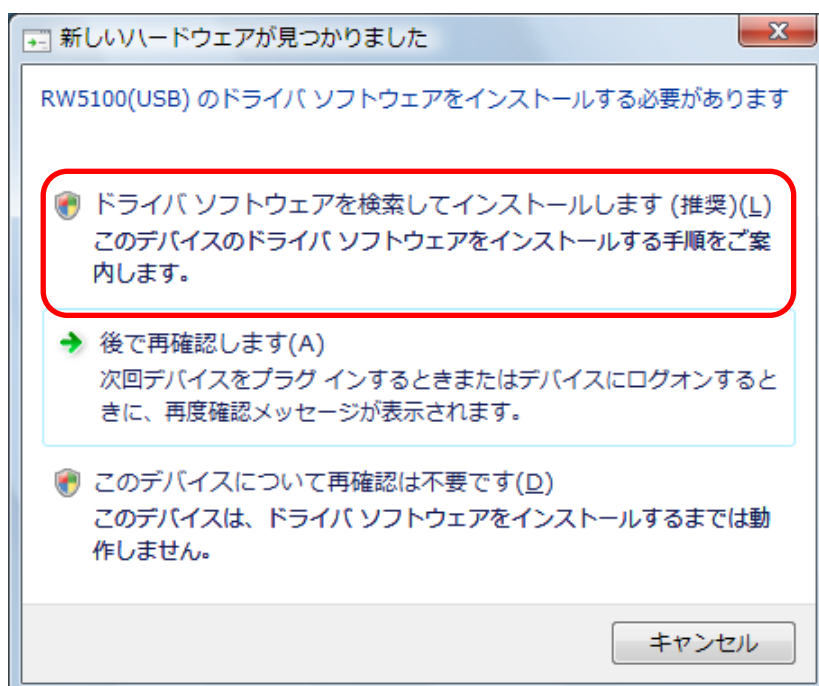 新しいハードウェアが見つかりました
RW5100(USB) のドライバ ソフトウェアをインストールする必要があります
ドライバ ソフトウェアを検索してインストールします (推奨)(L)
このデバイスのドライバ ソフトウェアをインストールする手順をご案
内します。
後で再確認します(A)
次回デバイスをプラグ インするときまたはデバイスにログオンすると
きに、再度確認メッセージが表示されます。
このデバイスについて再確認は不要です(D)
このデバイスは、ドライバ ソフトウェアをインストールするまでは動
作しません。
キャンセル